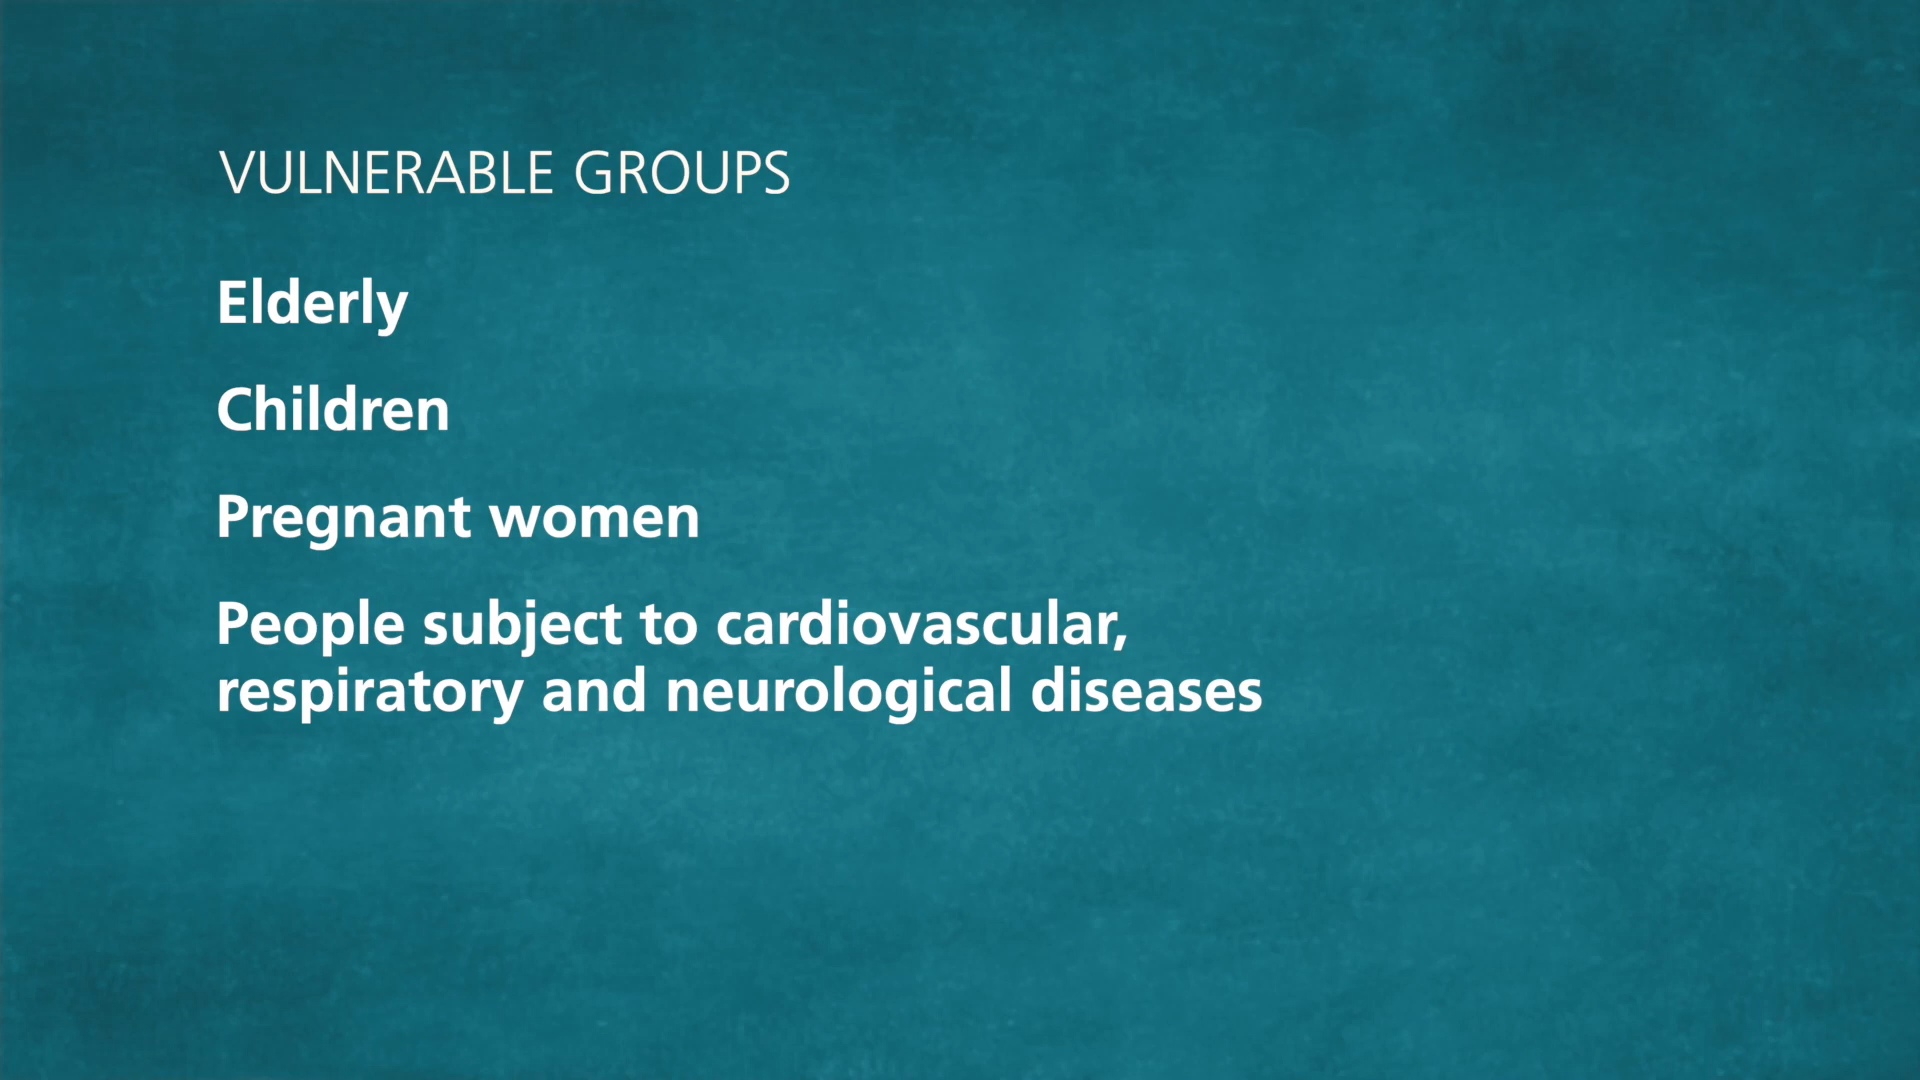 VULNERABLE GROUPS
Elderly
Children
Pregnant women
People subject to cardiovascular,
respiratory and neurological diseases